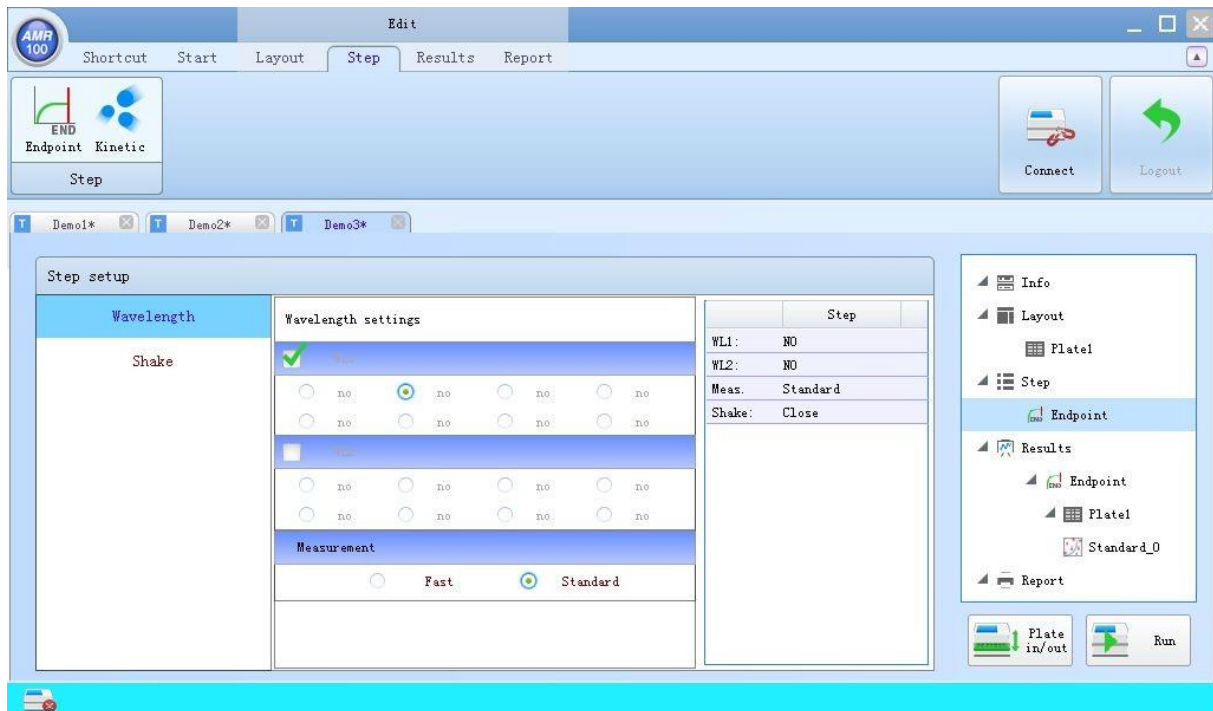 Edit
AMR
100
Shortcut Start Layout Step Results Report
END
Endpoint Kinetic
Step
Connect
Logout
T Demo1* T Demo2* T Demo3*
Step setup
Wavelength
Shake
Wavelength settings
no no no no
no no no no
no no no no
no no no no
Measurement
Fast Standard
Step
WL1: NO
WL2: NO
Meas. Standard
Shake: Close
Info
Layout
Plate1
Step
Endpoint
Results
Endpoint
Plate1
Standard_0
Report
Plate
in/out
Run